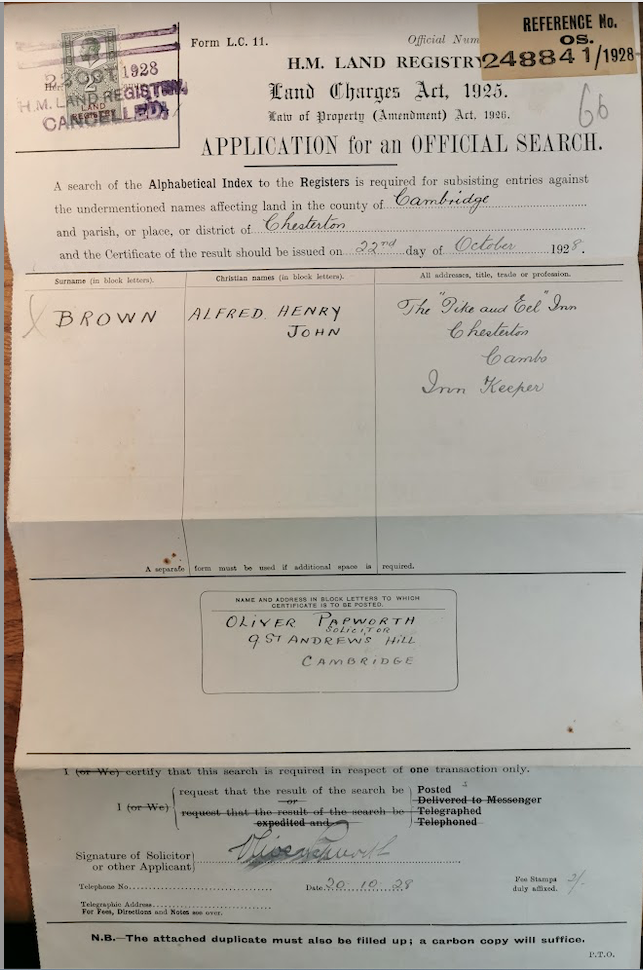 Form L.C. 11.
Official Num
REFERENCE No.
OS.
248841/1928
22 OCT 1928
H.M. LAND REGISTRY
CANCELLED.
LAND
REGISTRY
66
H.M. LAND REGISTRY
Land Charges Act, 1925.
Law of Property (Amendment) Act, 1926.
APPLICATION for an OFFICIAL SEARCH.
A search of the Alphabetical Index to the Registers is required for subsisting entries against
the undermentioned names affecting land in the county of Cambridge
and parish, or place, or district of Chesterton
and the Certificate of the result should be issued on 22nd day of October 1928.
Surname (in block letters). Christian names (in block letters). All addresses, title, trade or profession.
BROWN ALFRED HENRY The "Pike and Eel" Inn
JOHN Chesterton
Cambs
Inn Keeper
A separate form must be used if additional space is required.
NAME AND ADDRESS IN BLOCK LETTERS TO WHICH
CERTIFICATE IS TO BE POSTED.
OLIVER PAPWORTH
SOLICITOR
9 ST ANDREWS HILL
CAMBRIDGE
I (or We) certify that this search is required in respect of one transaction only.
request that the result of the search be Posted
or Delivered to Messenger
I (or We) request that the result of the search be Telegraphed
expedited and Telephoned
Signature of Solicitor
or other Applicant Oliver Papworth
Telephone No. Date 20.10.28 Fee Stamps 2/.
duly affixed.
Telegraphic Address
For Fees, Directions and Notes see over.
N.B.—The attached duplicate must also be filled up; a carbon copy will suffice.
P.T.O.